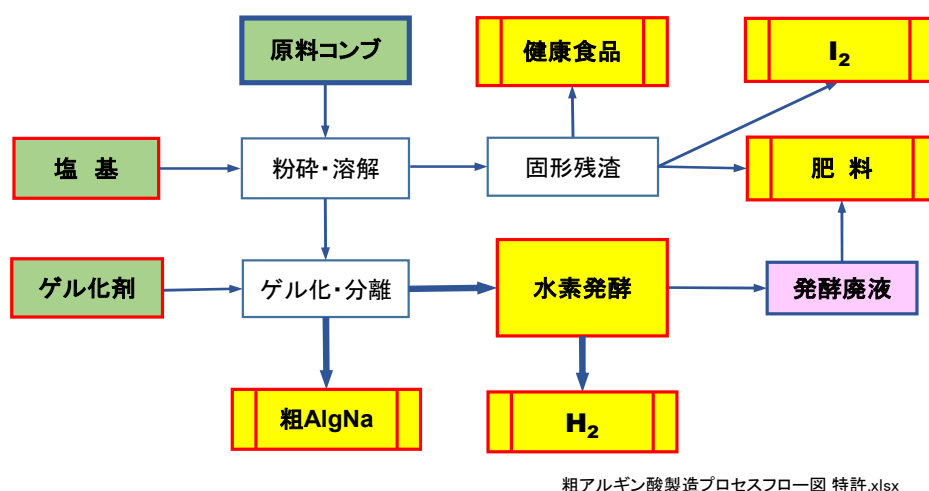 原料コンブ
健康食品
I₂
塩 基
粉砕・溶解
固形残渣
肥 料
ゲル化剤
ゲル化・分離
水素発酵
発酵廃液
粗AlgNa
H₂
粗アルギン酸製造プロセスフロー図 特許.xlsx